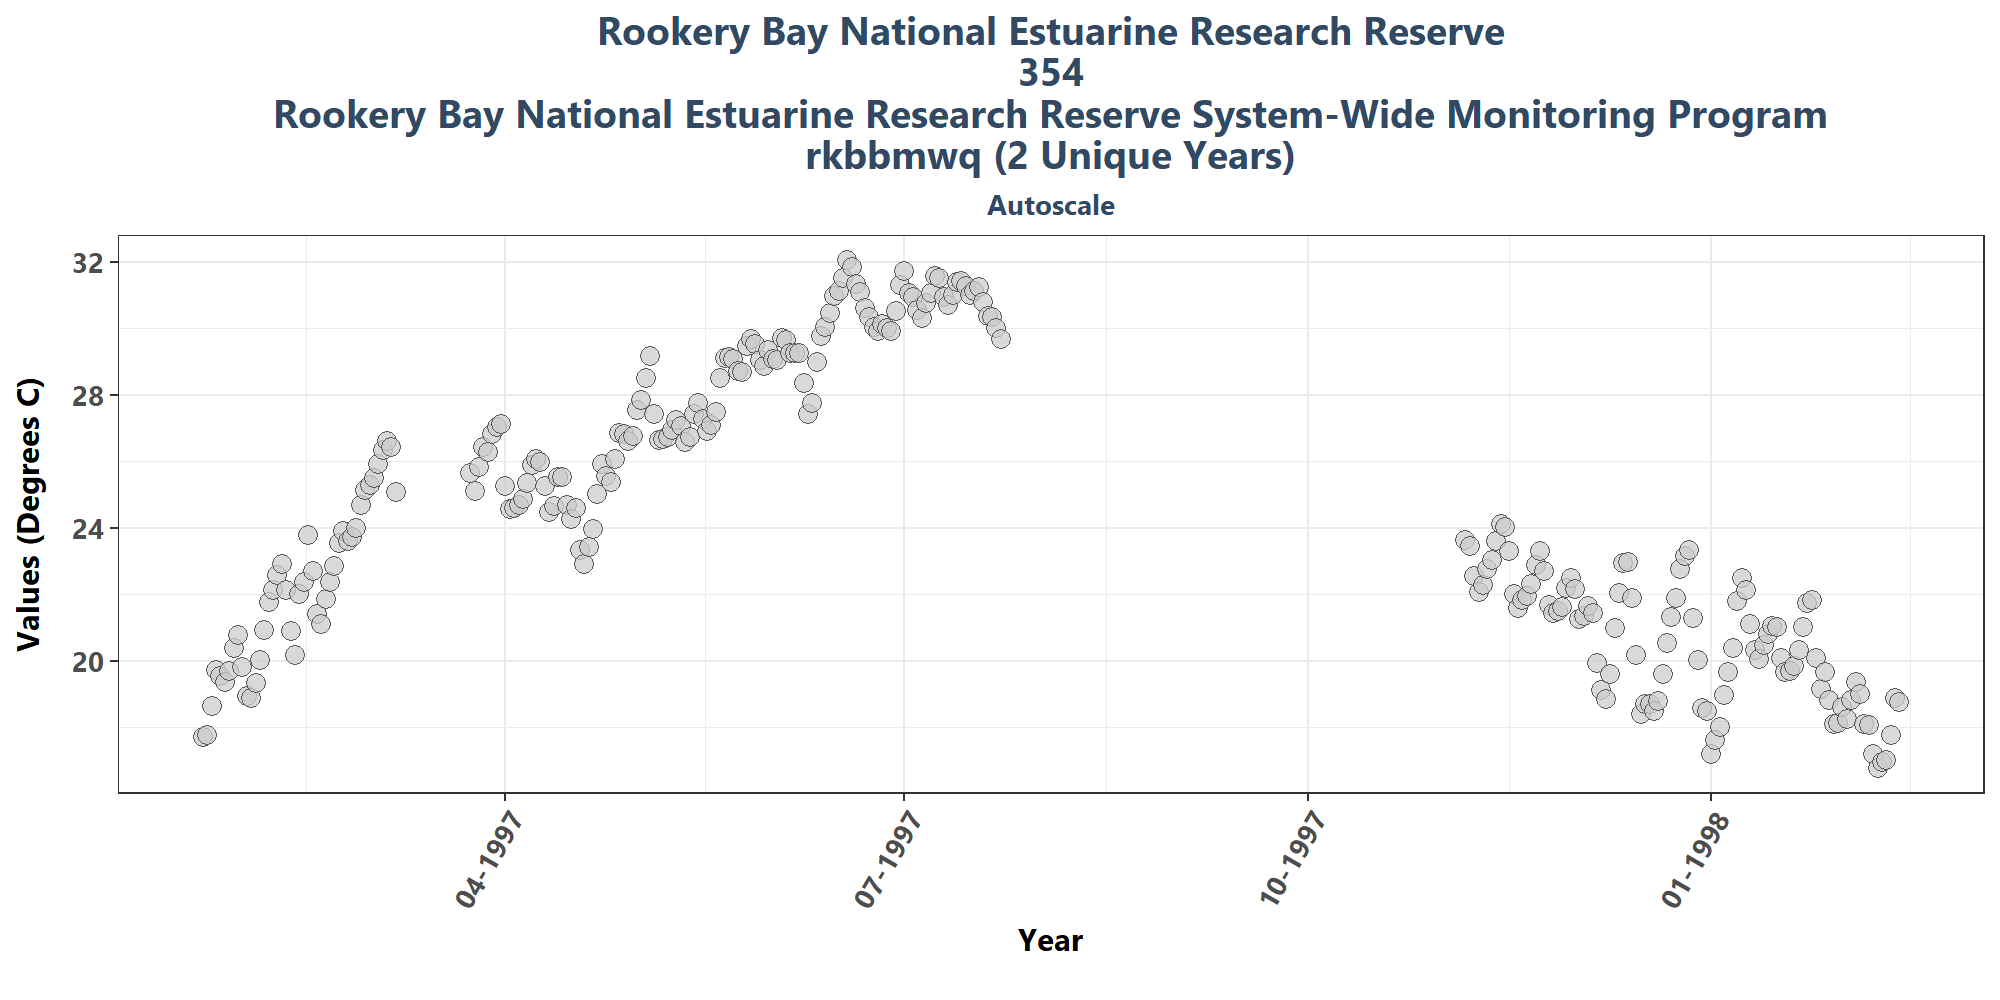 Rookery Bay National Estuarine Research Reserve
354
Rookery Bay National Estuarine Research Reserve System-Wide Monitoring Program
rkbbmwq (2 Unique Years)
Autoscale
Values (Degrees C)
32
28
24
20
04-1997
07-1997
10-1997
01-1998
Year